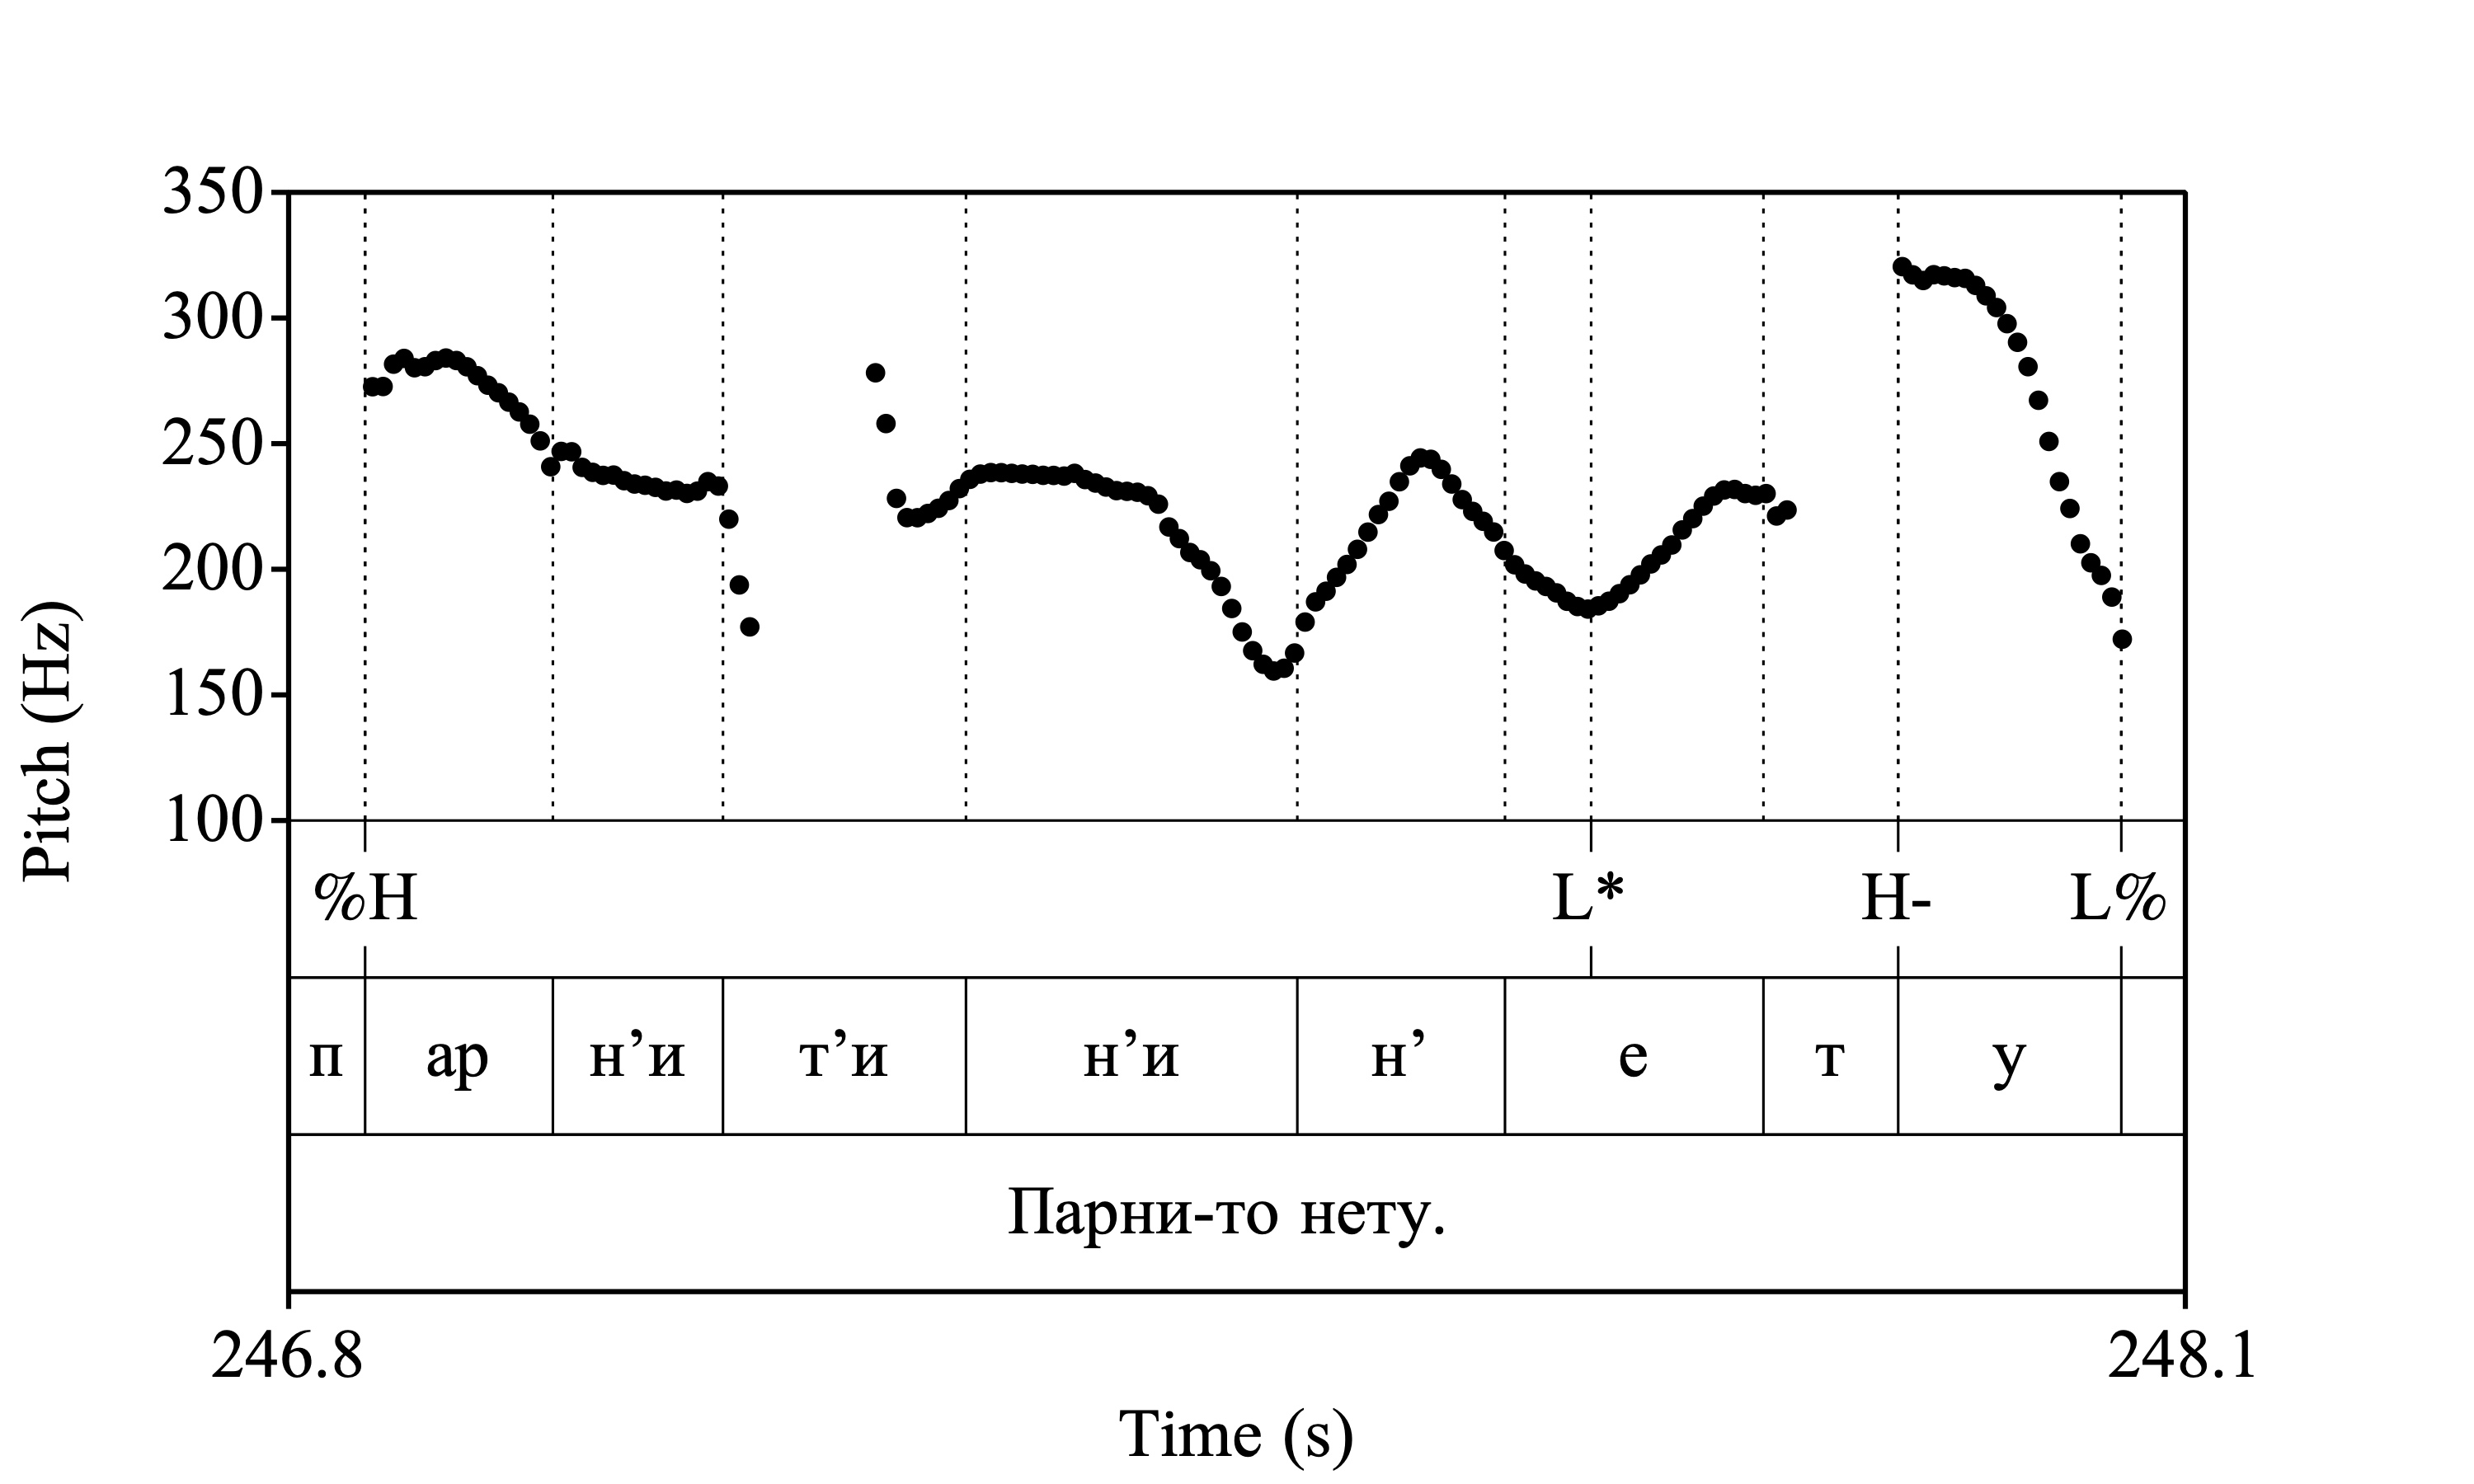 350
300
250
200
150
100
Pitch (Hz)
%H L* H- L%
п ар н’и т’и н’и н’ е т у
Парни-то нету.
246.8 248.1
Time (s)